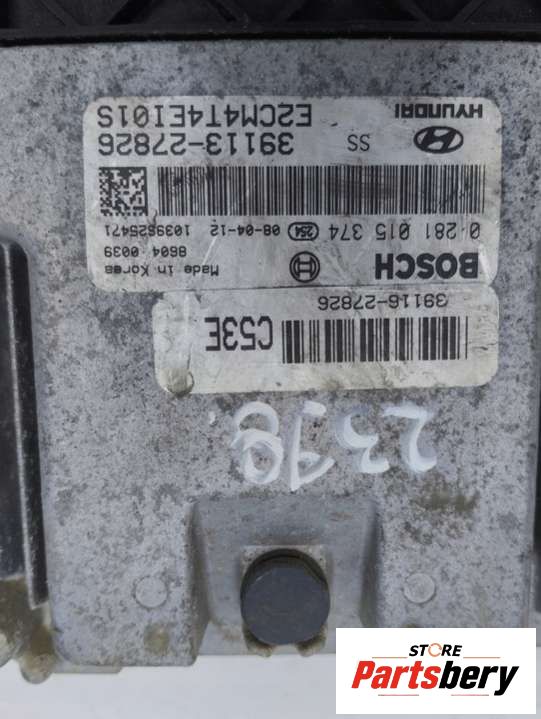 C53E
39116-27826
BOSCH Made in Korea
8604 0039
0 281 015 374 254 08-04-12
HYUNDAI SS 39113-27826
E2CM4T4EI01S
STORE
Partsbery